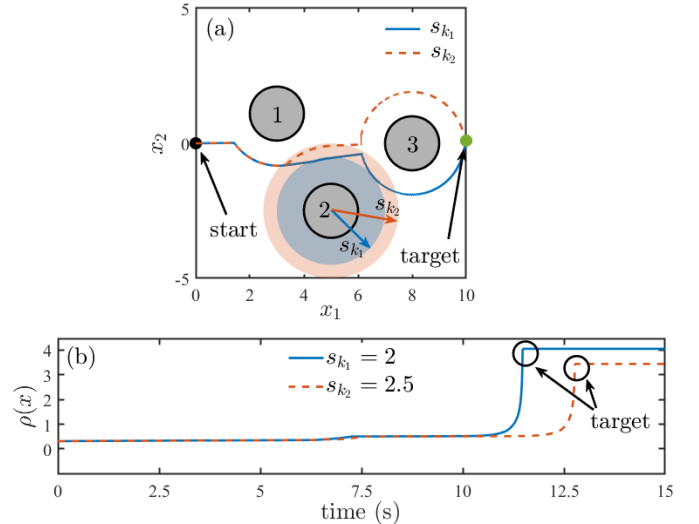 (a)
s_{k_1}
s_{k_2}
5
0
-5
x_2
1
2
3
s_{k_2}
s_{k_1}
start
target
0 2 4 6 8 10
x_1
(b)
s_{k_1} = 2
s_{k_2} = 2.5
4
3
2
1
0
ρ(x)
target
0 2.5 5 7.5 10 12.5 15
time (s)